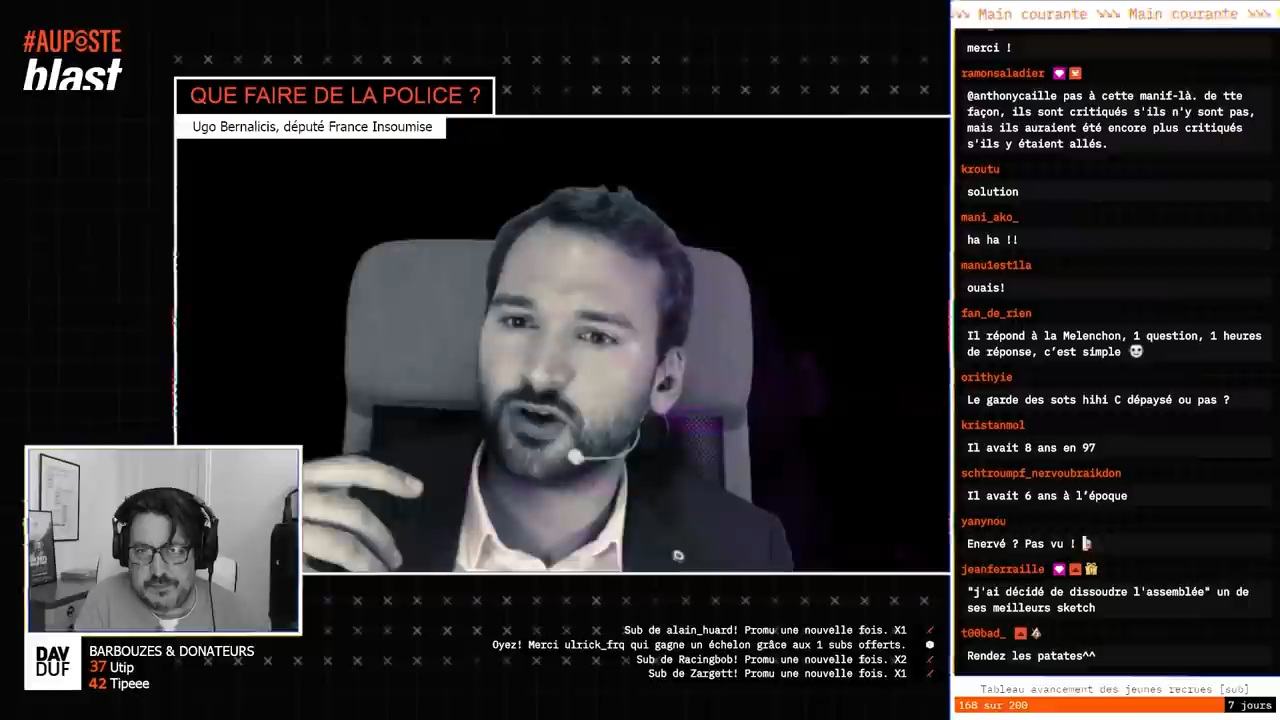 #AUPOSTE
blast
QUE FAIRE DE LA POLICE ?
Ugo Bernalicis, député France Insoumise
DAV
DUF
BARBOUZES & DONATEURS
37 Utip
42 Tipeee
Sub de alain_huard! Promu une nouvelle fois. X1
Oyez! Merci ulrick_frq qui gagne un échelon grâce aux 1 subs offerts.
Sub de Racingbob! Promu une nouvelle fois. X2
Sub de Zargett! Promu une nouvelle fois. X1
Main courante Main courante
merci !
ramonsaladier
@anthonycaille pas à cette manif-là. de tte
façon, ils sont critiqués s'ils n'y sont pas,
mais ils auraient été encore plus critiqués
s'ils y étaient allés.
kroutu
solution
mani_ako_
ha ha !!
manu1est1la
ouais!
fan_de_rien
Il répond à la Melenchon, 1 question, 1 heures
de réponse, c’est simple
orithyie
Le garde des sots hihi C dépaysé ou pas ?
kristanmol
Il avait 8 ans en 97
schtroumpf_nervoubraikdon
Il avait 6 ans à l’époque
yanynou
Enervé ? Pas vu !
jeanferraille
"j'ai décidé de dissoudre l'assemblée" un de
ses meilleurs sketch
t00bad_
Rendez les patates^^
Tableau avancement des jeunes recrues [sub]
168 sur 200
7 jours